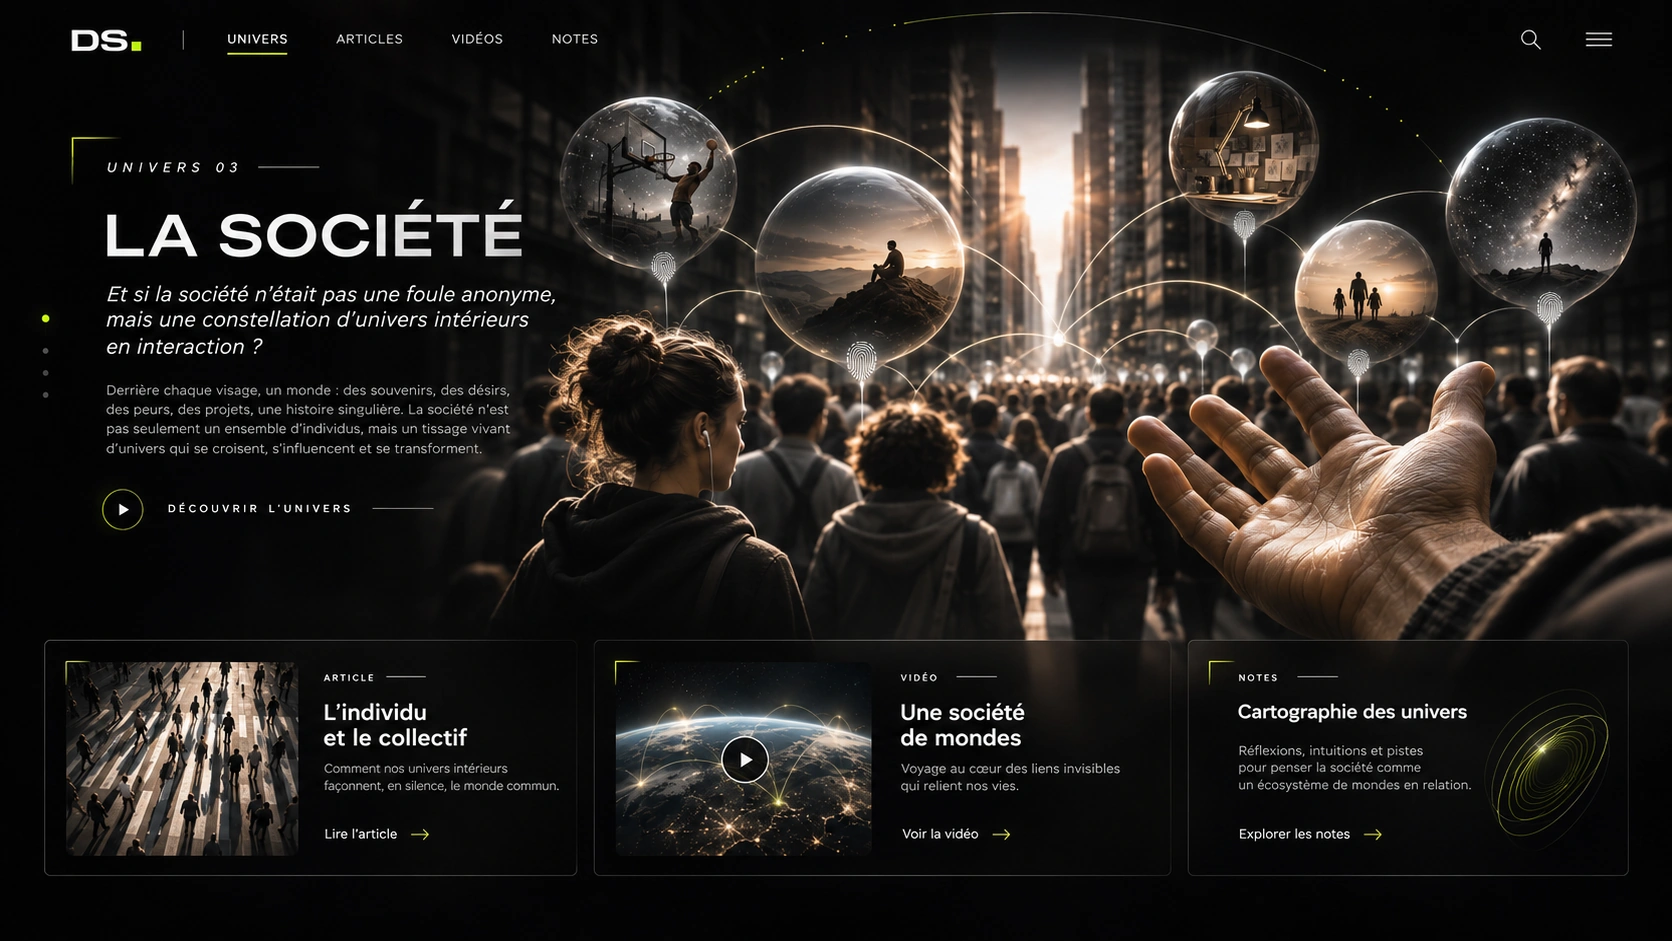 DS.
UNIVERS
ARTICLES
VIDÉOS
NOTES
UNIVERS 03
LA SOCIÉTÉ
Et si la société n’était pas une foule anonyme,
mais une constellation d’univers intérieurs
en interaction ?
Derrière chaque visage, un monde : des souvenirs, des désirs,
des peurs, des projets, une histoire singulière. La société n’est
pas seulement un ensemble d’individus, mais un tissage vivant
d’univers qui se croisent, s'influencent et se transforment.
DÉCOUVRIR L’UNIVERS
ARTICLE
L’individu
et le collectif
Comment nos univers intérieurs
façonnent, en silence, le monde commun.
Lire l’article
VIDÉO
Une société
de mondes
Voyage au cœur des liens invisibles
qui relient nos vies.
Voir la vidéo
NOTES
Cartographie des univers
Réflexions, intuitions et pistes
pour penser la société comme
un écosystème de mondes en relation.
Explorer les notes